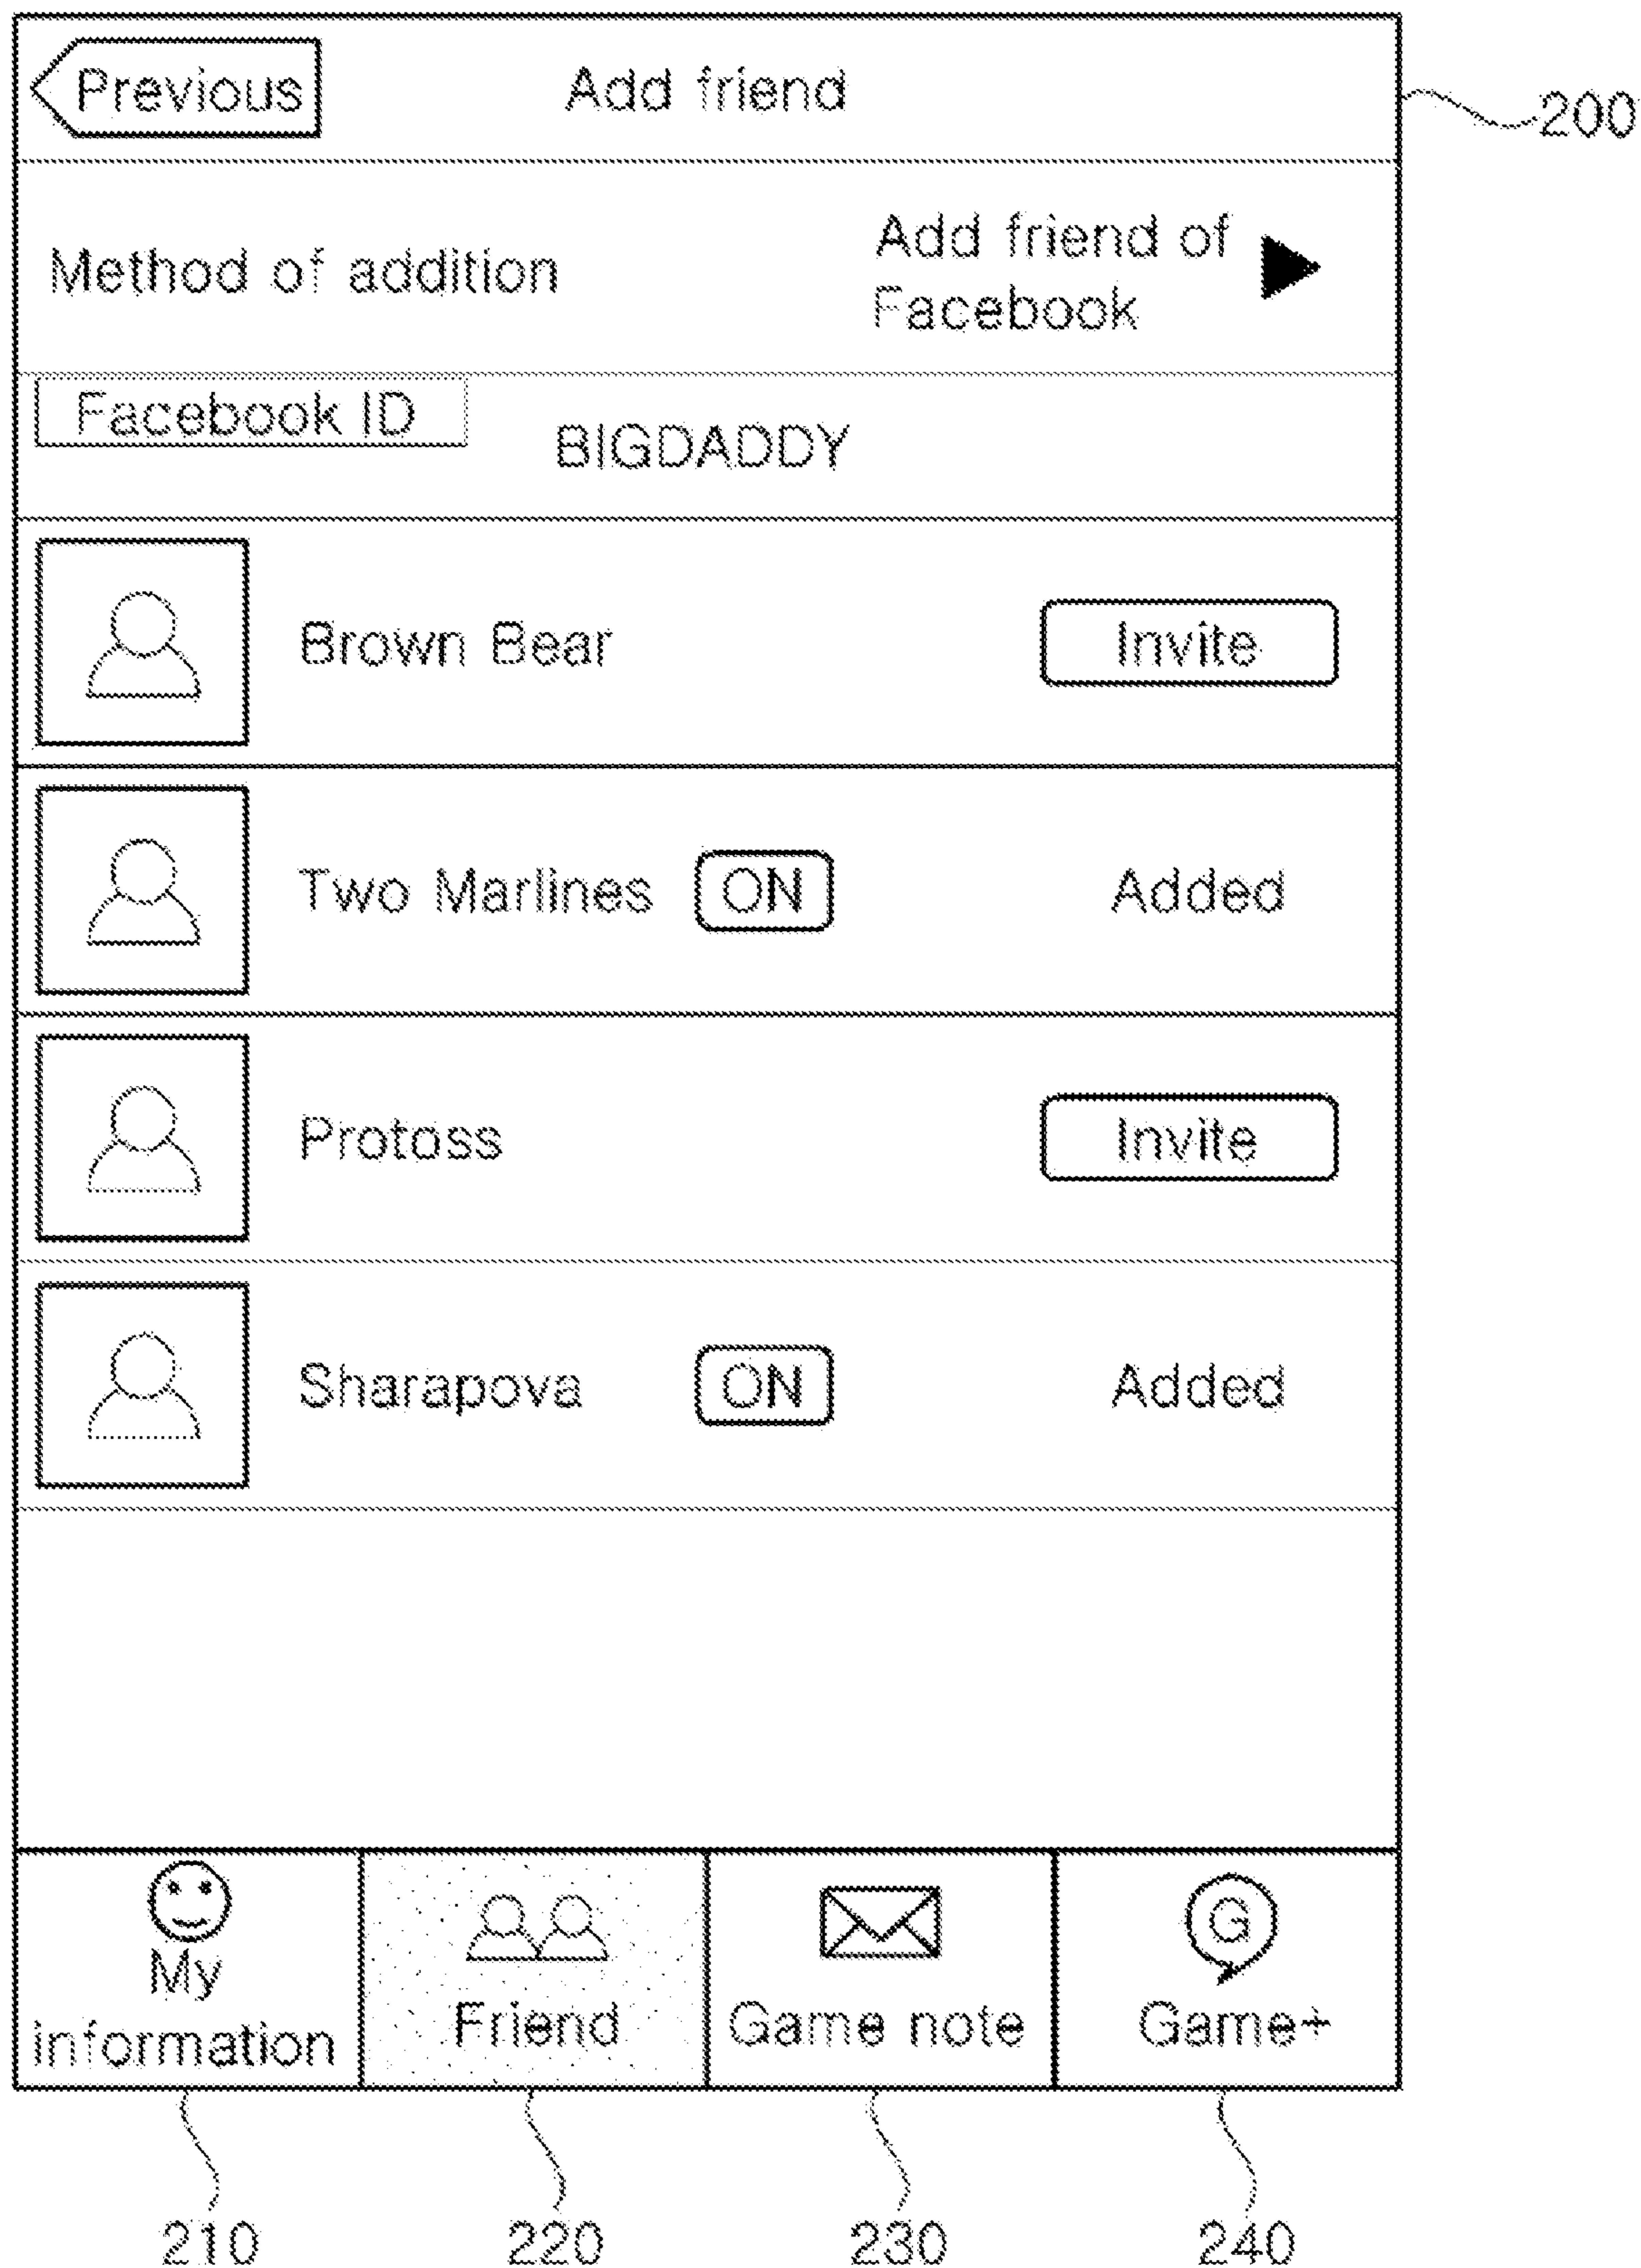 Previous
Add friend
200
Method of addition
Add friend of
Facebook
Facebook ID
BIGDADDY
Brown Bear
Invite
Two Marlines
ON
Added
Protoss
Invite
Sharapova
ON
Added
My
information
Friend
Game note
G
Game+
210
220
230
240